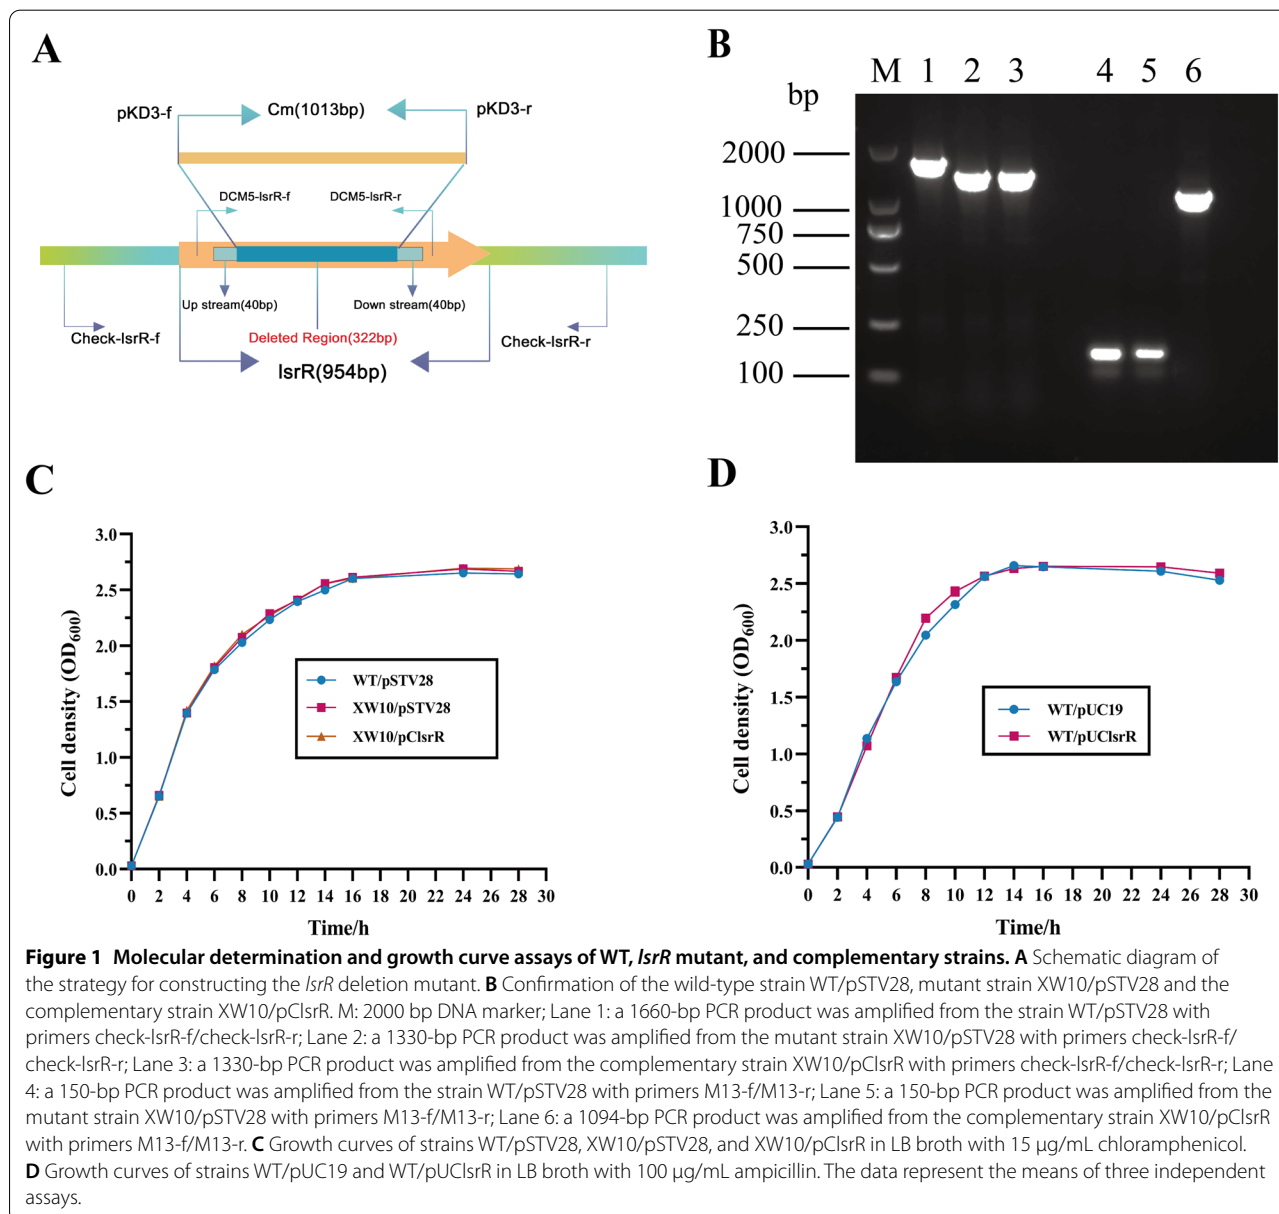 A
pKD3-f
Cm(1013bp)
pKD3-r
DCM5-lsrR-f
DCM5-lsrR-r
Up stream(40bp)
Down stream(40bp)
Check-lsrR-f
Deleted Region(322bp)
Check-lsrR-r
lsrR(954bp)
B
M 1 2 3 4 5 6
bp
2000
1000
750
500
250
100
C
3.0
2.5
2.0
1.5
1.0
0.5
0.0
Cell density (OD600)
WT/pSTV28
XW10/pSTV28
XW10/pClsrR
0 2 4 6 8 10 12 14 16 18 20 22 24 26 28 30
Time/h
D
3.0
2.5
2.0
1.5
1.0
0.5
0.0
Cell density (OD600)
WT/pUC19
WT/pUClsrR
0 2 4 6 8 10 12 14 16 18 20 22 24 26 28 30
Time/h
Figure 1 Molecular determination and growth curve assays of WT, lsrR mutant, and complementary strains. A Schematic diagram of
the strategy for constructing the lsrR deletion mutant. B Confirmation of the wild-type strain WT/pSTV28, mutant strain XW10/pSTV28 and the
complementary strain XW10/pClsrR. M: 2000 bp DNA marker; Lane 1: a 1660-bp PCR product was amplified from the strain WT/pSTV28 with
primers check-lsrR-f/check-lsrR-r; Lane 2: a 1330-bp PCR product was amplified from the mutant strain XW10/pSTV28 with primers check-lsrR-f/
check-lsrR-r; Lane 3: a 1330-bp PCR product was amplified from the complementary strain XW10/pClsrR with primers check-lsrR-f/check-lsrR-r; Lane
4: a 150-bp PCR product was amplified from the strain WT/pSTV28 with primers M13-f/M13-r; Lane 5: a 150-bp PCR product was amplified from the
mutant strain XW10/pSTV28 with primers M13-f/M13-r; Lane 6: a 1094-bp PCR product was amplified from the complementary strain XW10/pClsrR
with primers M13-f/M13-r. C Growth curves of strains WT/pSTV28, XW10/pSTV28, and XW10/pClsrR in LB broth with 15 µg/mL chloramphenicol.
D Growth curves of strains WT/pUC19 and WT/pUClsrR in LB broth with 100 µg/mL ampicillin. The data represent the means of three independent
assays.